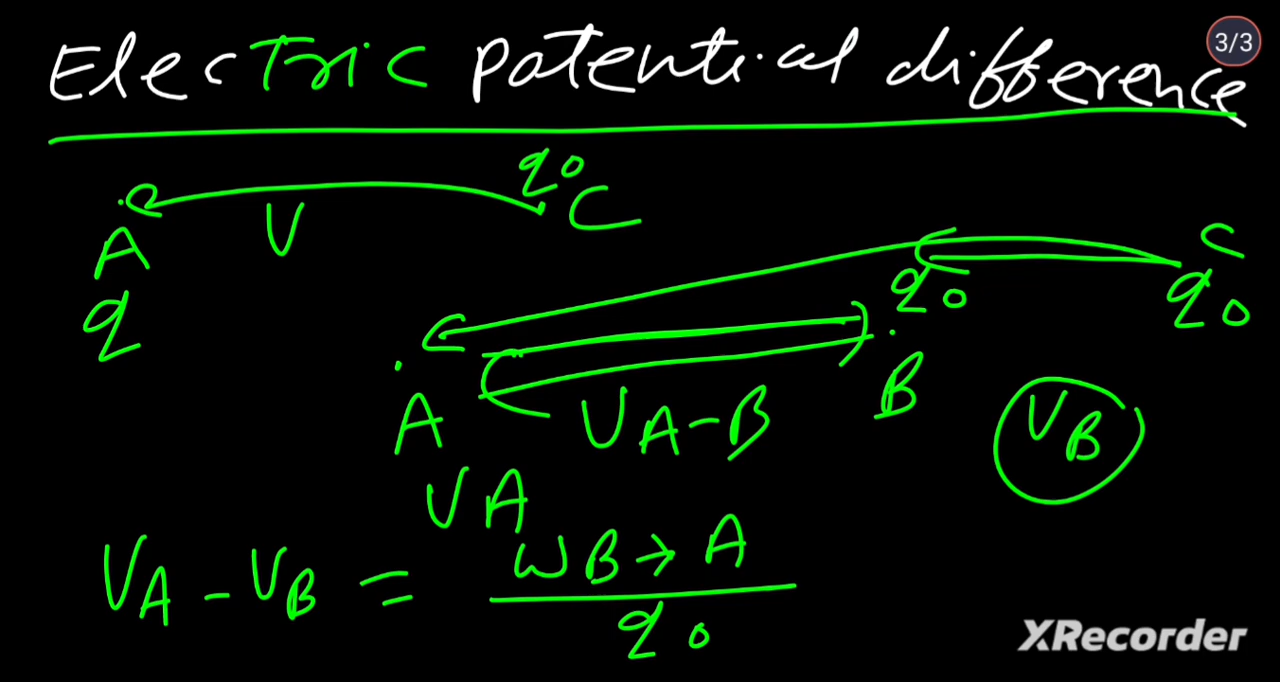 Electric potential difference
3/3
q0
C
V
A
q
C
q0
q0
A
B
VA-B
VB
VA
VA - VB = WB→A / q0
XRecorder